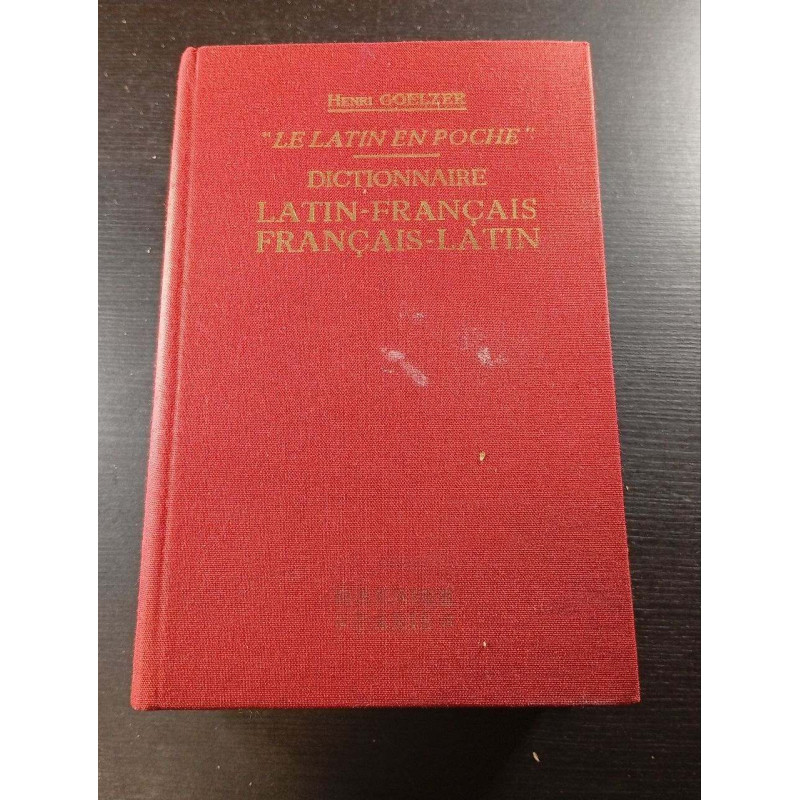 HENRI GOELZER
"LE LATIN EN POCHE"
DICTIONNAIRE
LATIN-FRANÇAIS
FRANÇAIS-LATIN